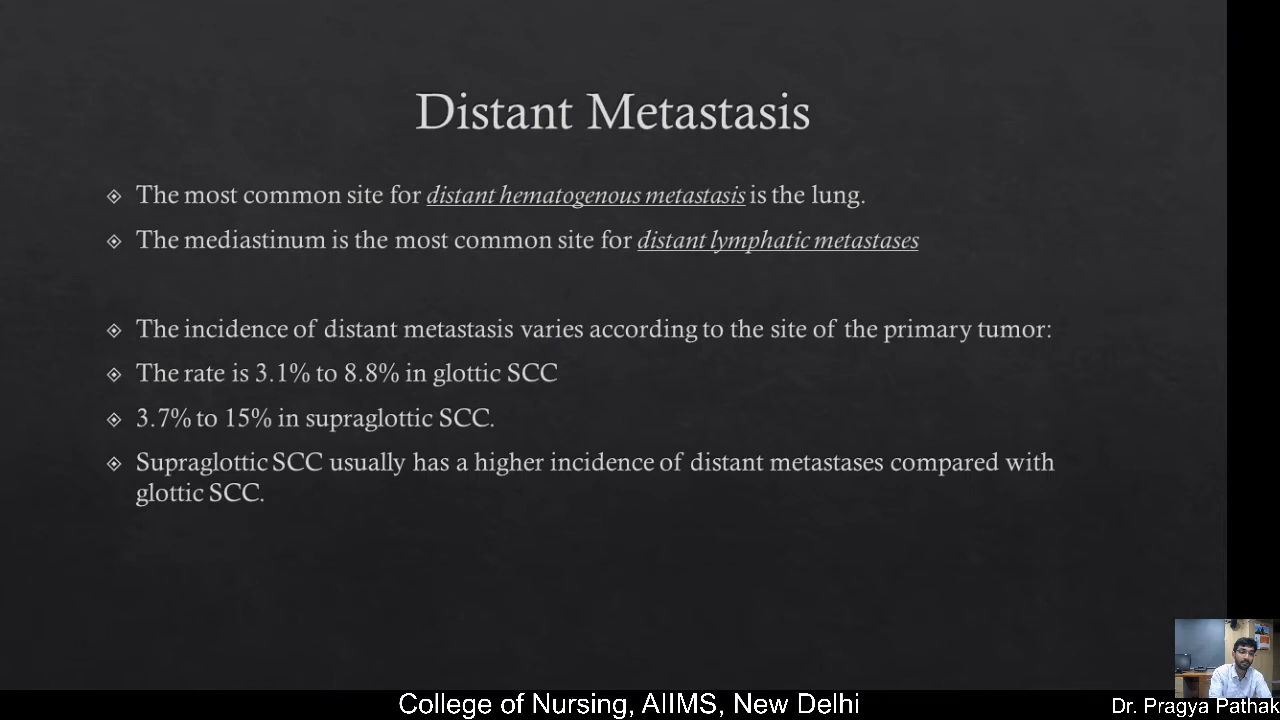 Distant Metastasis
The most common site for distant hematogenous metastasis is the lung.
The mediastinum is the most common site for distant lymphatic metastases
The incidence of distant metastasis varies according to the site of the primary tumor:
The rate is 3.1% to 8.8% in glottic SCC
3.7% to 15% in supraglottic SCC.
Supraglottic SCC usually has a higher incidence of distant metastases compared with
glottic SCC.
College of Nursing, AIIMS, New Delhi
Dr. Pragya Pathak